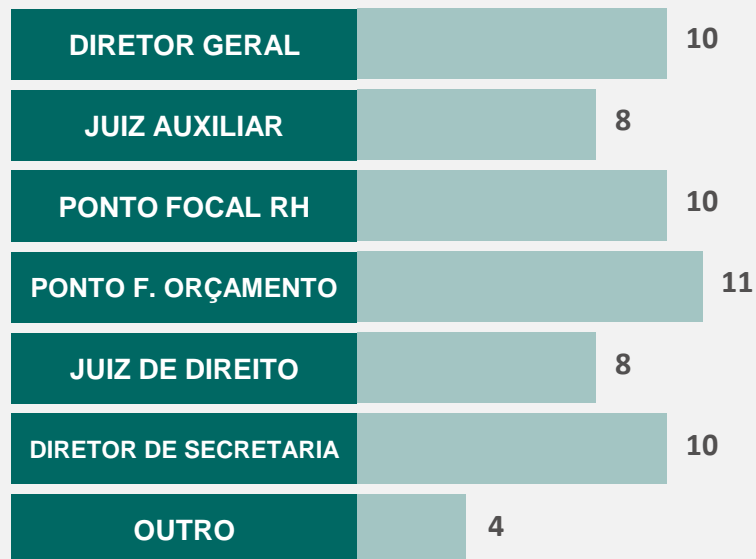 DIRETOR GERAL 10
JUIZ AUXILIAR 8
PONTO FOCAL RH 10
PONTO F. ORÇAMENTO 11
JUIZ DE DIREITO 8
DIRETOR DE SECRETARIA 10
OUTRO 4